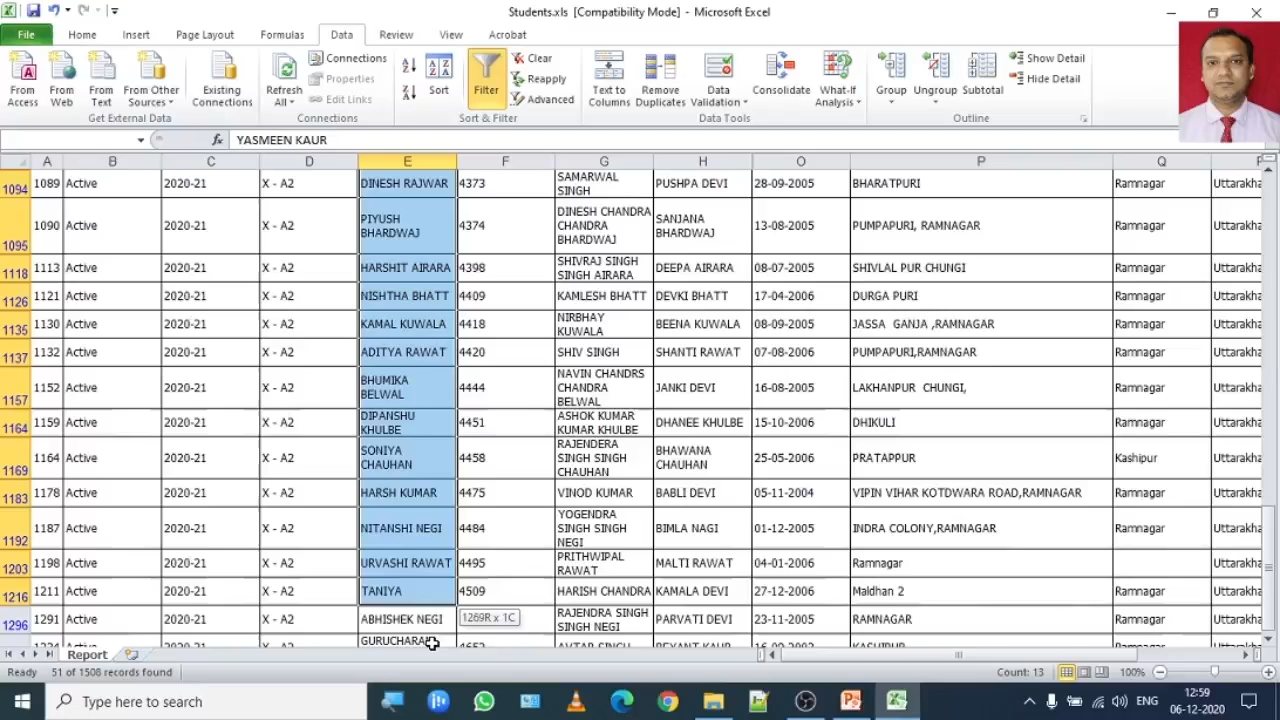 Students.xls [Compatibility Mode] - Microsoft Excel
File Home Insert Page Layout Formulas Data Review View Acrobat
From Access
From Web
From Text
From Other Sources
Existing Connections
Get External Data
Refresh All
Connections
Properties
Edit Links
Connections
Sort
Filter
Clear
Reapply
Advanced
Sort & Filter
Text to Columns
Remove Duplicates
Data Validation
Consolidate
What-If Analysis
Data Tools
Group
Ungroup
Subtotal
Show Detail
Hide Detail
Outline
fx YASMEEN KAUR
A B C D E F G H O P Q
1094 1089 Active 2020-21 X - A2 DINESH RAJWAR 4373 SAMARWAL SINGH PUSHPA DEVI 28-09-2005 BHARATPURI Ramnagar Uttarakha
1095 1090 Active 2020-21 X - A2 PIYUSH BHARDWAJ 4374 DINESH CHANDRA CHANDRA BHARDWAJ SANJANA BHARDWAJ 13-08-2005 PUMPAPURI, RAMNAGAR Ramnagar Uttarakha
1118 1113 Active 2020-21 X - A2 HARSHIT AIRARA 4398 SHIVRAJ SINGH SINGH AIRARA DEEPA AIRARA 08-07-2005 SHIVLAL PUR CHUNGI Ramnagar Uttarakha
1126 1121 Active 2020-21 X - A2 NISHTHA BHATT 4409 KAMLESH BHATT DEVKI BHATT 17-04-2006 DURGA PURI Ramnagar Uttarakha
1135 1130 Active 2020-21 X - A2 KAMAL KUWALA 4418 NIRBHAY KUWALA BEENA KUWALA 08-09-2005 JASSA GANJA ,RAMNAGAR Ramnagar Uttarakha
1137 1132 Active 2020-21 X - A2 ADITYA RAWAT 4420 SHIV SINGH SHANTI RAWAT 07-08-2006 PUMPAPURI,RAMNAGAR Ramnagar Uttarakha
1157 1152 Active 2020-21 X - A2 BHUMIKA BELWAL 4444 NAVIN CHANDRS CHANDRA BELWAL JANKI DEVI 16-08-2005 LAKHANPUR CHUNGI, Ramnagar Uttarakha
1164 1159 Active 2020-21 X - A2 DIPANSHU KHULBE 4451 ASHOK KUMAR KUMAR KHULBE DHANEE KHULBE 15-10-2006 DHIKULI Ramnagar Uttarakha
1169 1164 Active 2020-21 X - A2 SONIYA CHAUHAN 4458 RAJENDERA SINGH SINGH CHAUHAN BHAWANA CHAUHAN 25-05-2006 PRATAPPUR Kashipur Uttarakha
1183 1178 Active 2020-21 X - A2 HARSH KUMAR 4475 VINOD KUMAR BABLI DEVI 05-11-2004 VIPIN VIHAR KOTDWARA ROAD,RAMNAGAR Ramnagar Uttarakha
1192 1187 Active 2020-21 X - A2 NITANSHI NEGI 4484 YOGENDRA SINGH SINGH NEGI BIMLA NAGI 01-12-2005 INDRA COLONY,RAMNAGAR Ramnagar Uttarakha
1203 1198 Active 2020-21 X - A2 URVASHI RAWAT 4495 PRITHWIPAL RAWAT MALTI RAWAT 04-01-2006 Ramnagar Uttarakha
1216 1211 Active 2020-21 X - A2 TANIYA 4509 HARISH CHANDRA KAMALA DEVI 27-12-2006 Maldhan 2 Ramnagar Uttarakha
1296 1291 Active 2020-21 X - A2 ABHISHEK NEGI 1269R x 1C RAJENDRA SINGH SINGH NEGI PARVATI DEVI 23-11-2005 RAMNAGAR Ramnagar Uttarakha
GURUCHARAN
Report
Ready 51 of 1508 records found Count: 13 100%
Type here to search ENG 12:59
06-12-2020